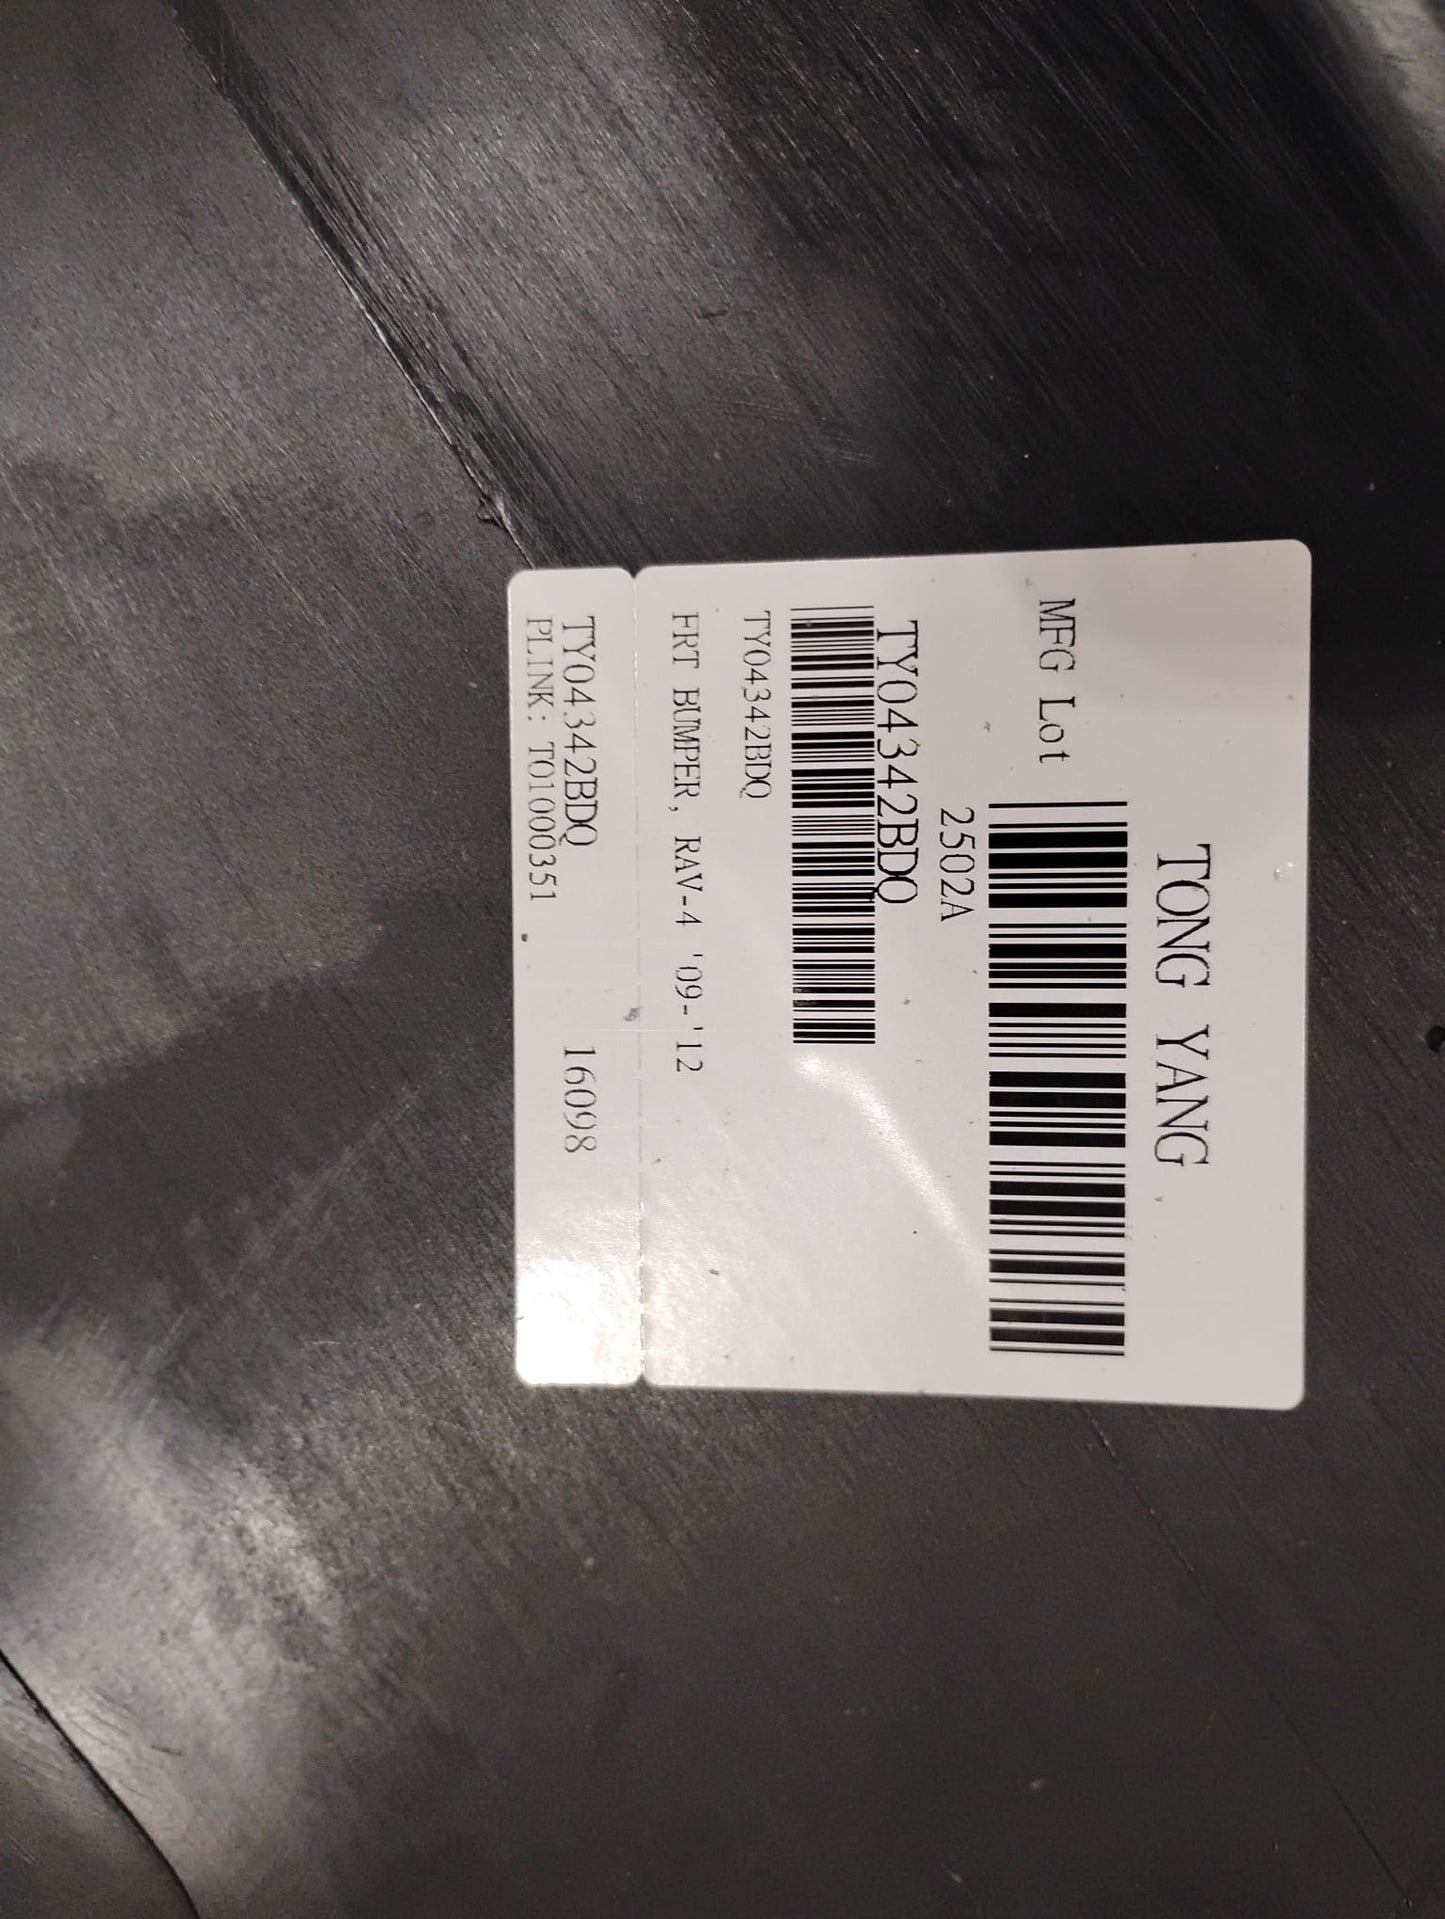 TONG YANG
MFG Lot
2502A
TY04342BDQ
TY04342BDQ
FRT BUMPER, RAV-4 '09-'12
TY04342BDQ 16098
PLINK: TO1000351